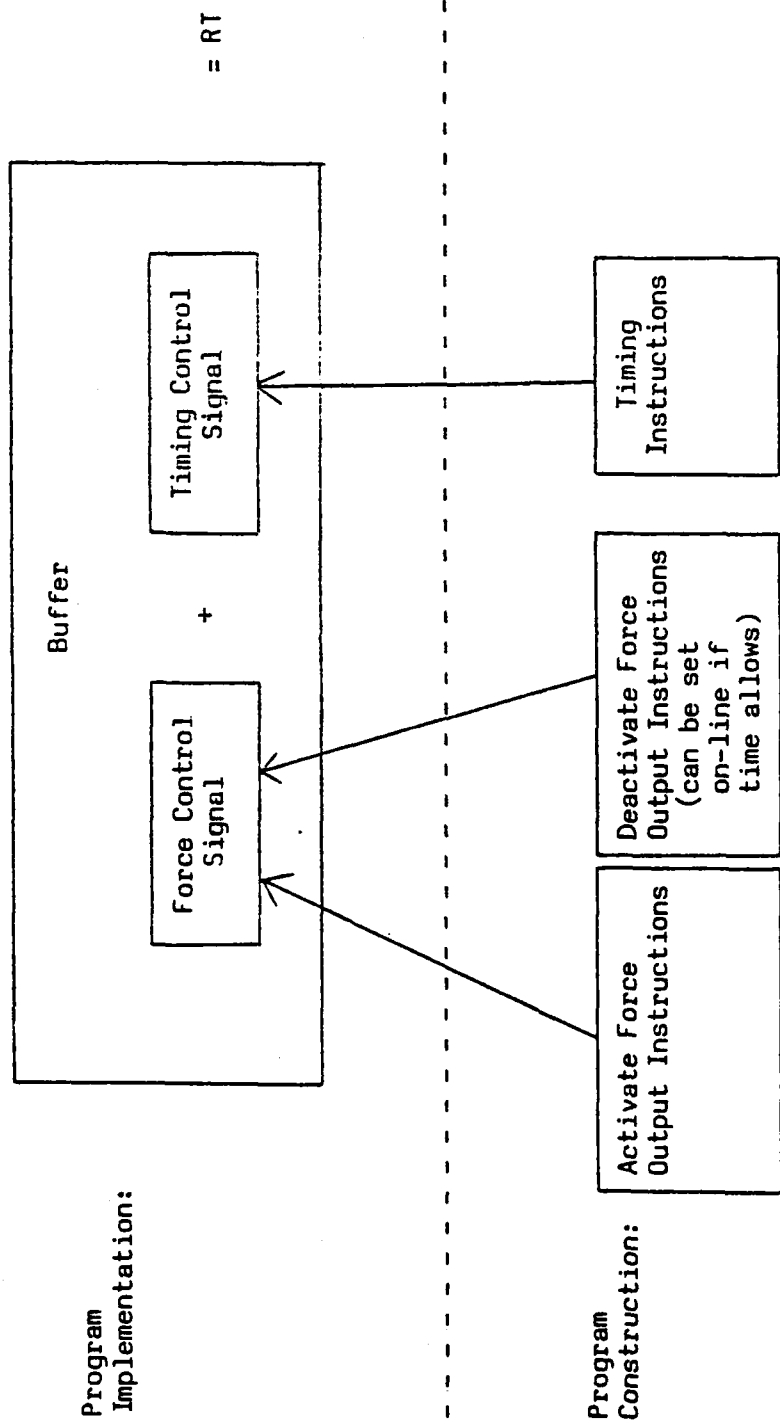 Program
Implementation:
Buffer
Force Control
Signal
+
Timing Control
Signal
= RT
Program
Construction:
Activate Force
Output Instructions
Deactivate Force
Output Instructions
(can be set
on-line if
time allows)
Timing
Instructions